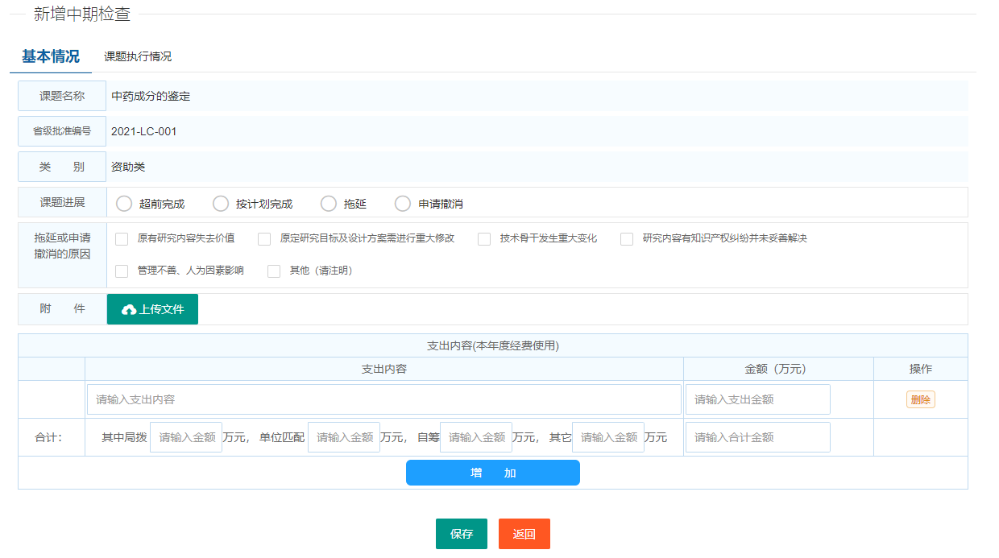 新增中期检查
基本情况 课题执行情况
课题名称 中药成分的鉴定
省级批准编号 2021-LC-001
类 别 资助类
课题进展 超前完成 按计划完成 拖延 申请撤消
拖延或申请撤消的原因 原有研究内容失去价值 原定研究目标及设计方案需进行重大修改 技术骨干发生重大变化 研究内容有知识产权纠纷并未妥善解决
管理不善、人为因素影响 其他（请注明）
附 件 上传文件
支出内容(本年度经费使用)
支出内容 金额（万元） 操作
请输入支出内容 请输入支出金额 删除
合计： 其中局拨 请输入金额 万元， 单位匹配 请输入金额 万元， 自筹 请输入金额 万元， 其它 请输入金额 万元 请输入合计金额
增 加
保存 返回